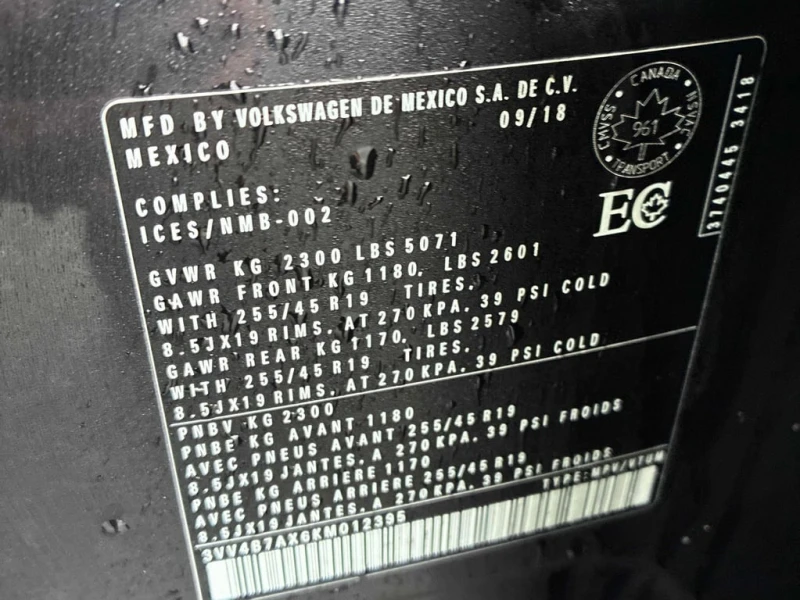 MFD BY VOLKSWAGEN DE MEXICO S.A. DE C.V.
MEXICO 09/18
CANADA
961
TRANSPORT
NSVAC
CMVSS
EC
3740445 3418
COMPLIES:
ICES/NMB-002
GVWR KG 2300 LBS 5071
GAWR FRONT KG 1180. LBS 2601
WITH 255/45 R19 TIRES.
8.5JX19 RIMS. AT 270 KPA. 39 PSI COLD
GAWR REAR KG 1170. LBS 2579
WITH 255/45 R19 TIRES.
8.5JX19 RIMS. AT 270 KPA. 39 PSI COLD
PNBV KG 2300
PNBE KG AVANT 1180
AVEC PNEUS AVANT 255/45 R19
8.5JX19 JANTES. A 270 KPA. 39 PSI FROIDS
PNBE KG ARRIERE 1170
AVEC PNEUS ARRIERE 255/45 R19
8.5JX19 JANTES. A 270 KPA. 39 PSI FROIDS
3VV4B7AX6KM012395 TYPE: MPV/VTUM